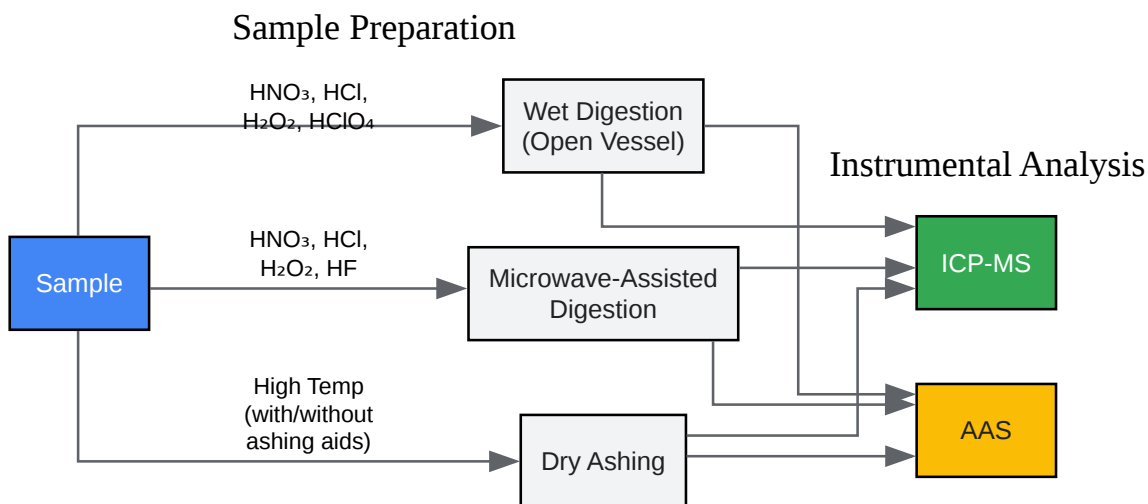 Sample Preparation
HNO₃, HCl,
H₂O₂, HClO₄
Wet Digestion
(Open Vessel)
Instrumental Analysis
HNO₃, HCl,
H₂O₂, HF
Sample
Microwave-Assisted
Digestion
ICP-MS
High Temp
(with/without
ashing aids)
Dry Ashing
AAS